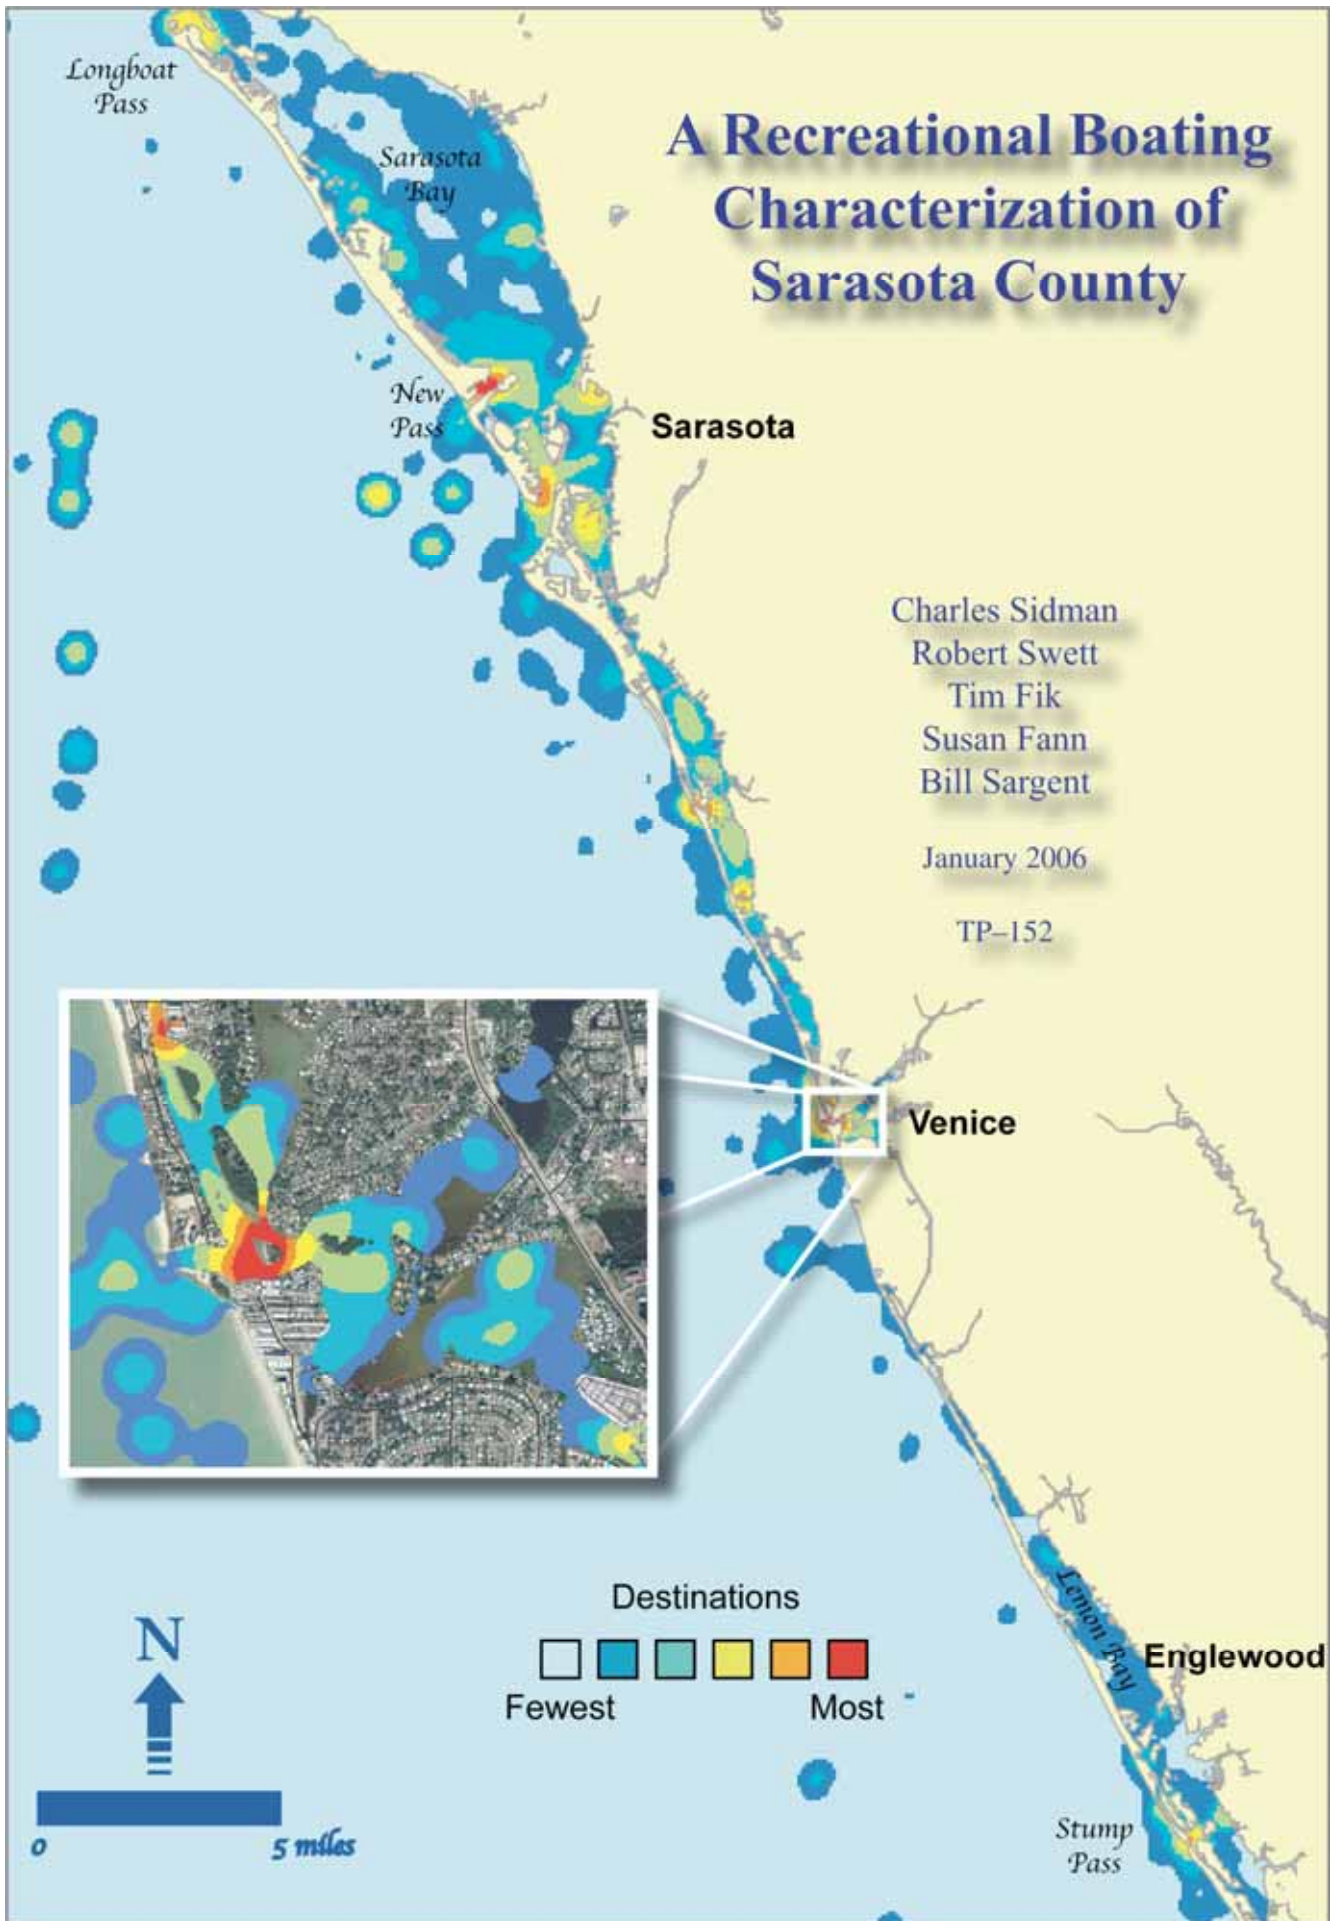 Longboat
Pass
Sarasota
Bay
A Recreational Boating
Characterization of
Sarasota County
New
Pass
Sarasota
Charles Sidman
Robert Swett
Tim Fik
Susan Fann
Bill Sargent
January 2006
TP–152
Venice
Destinations
Fewest
Most
N
0
5 miles
Lemon Bay
Englewood
Stump
Pass